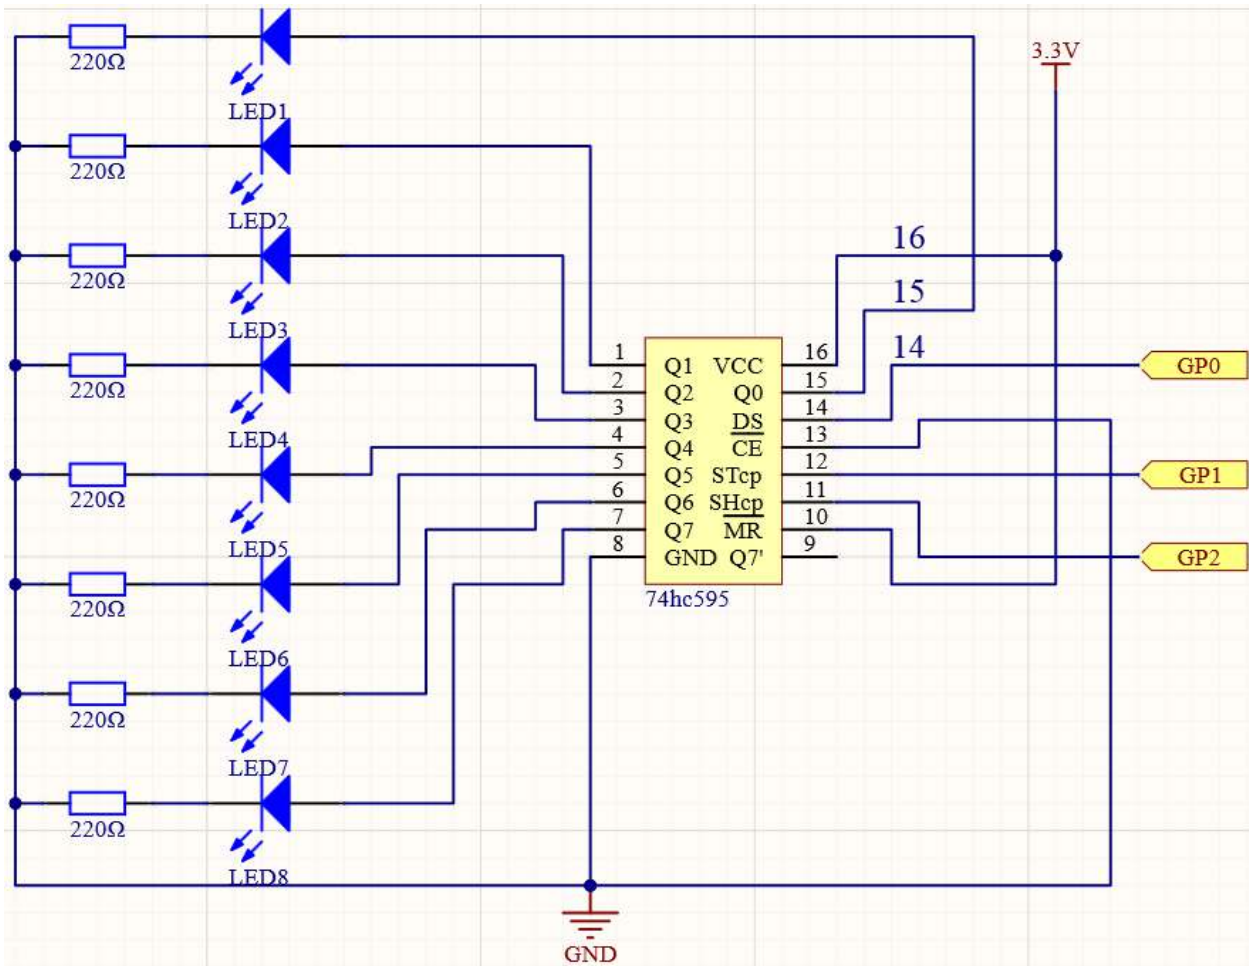 220Ω
LED1
3.3V
220Ω
LED2
220Ω
16
LED3
15
220Ω
LED4
14
GP0
1 Q1 VCC 16
2 Q2 Q0 15
3 Q3 DS 14
4 Q4 CE 13
5 Q5 STcp 12
6 Q6 SHcp 11
7 Q7 MR 10
8 GND Q7' 9
74hc595
GP1
GP2
220Ω
LED5
220Ω
LED6
220Ω
LED7
220Ω
LED8
GND